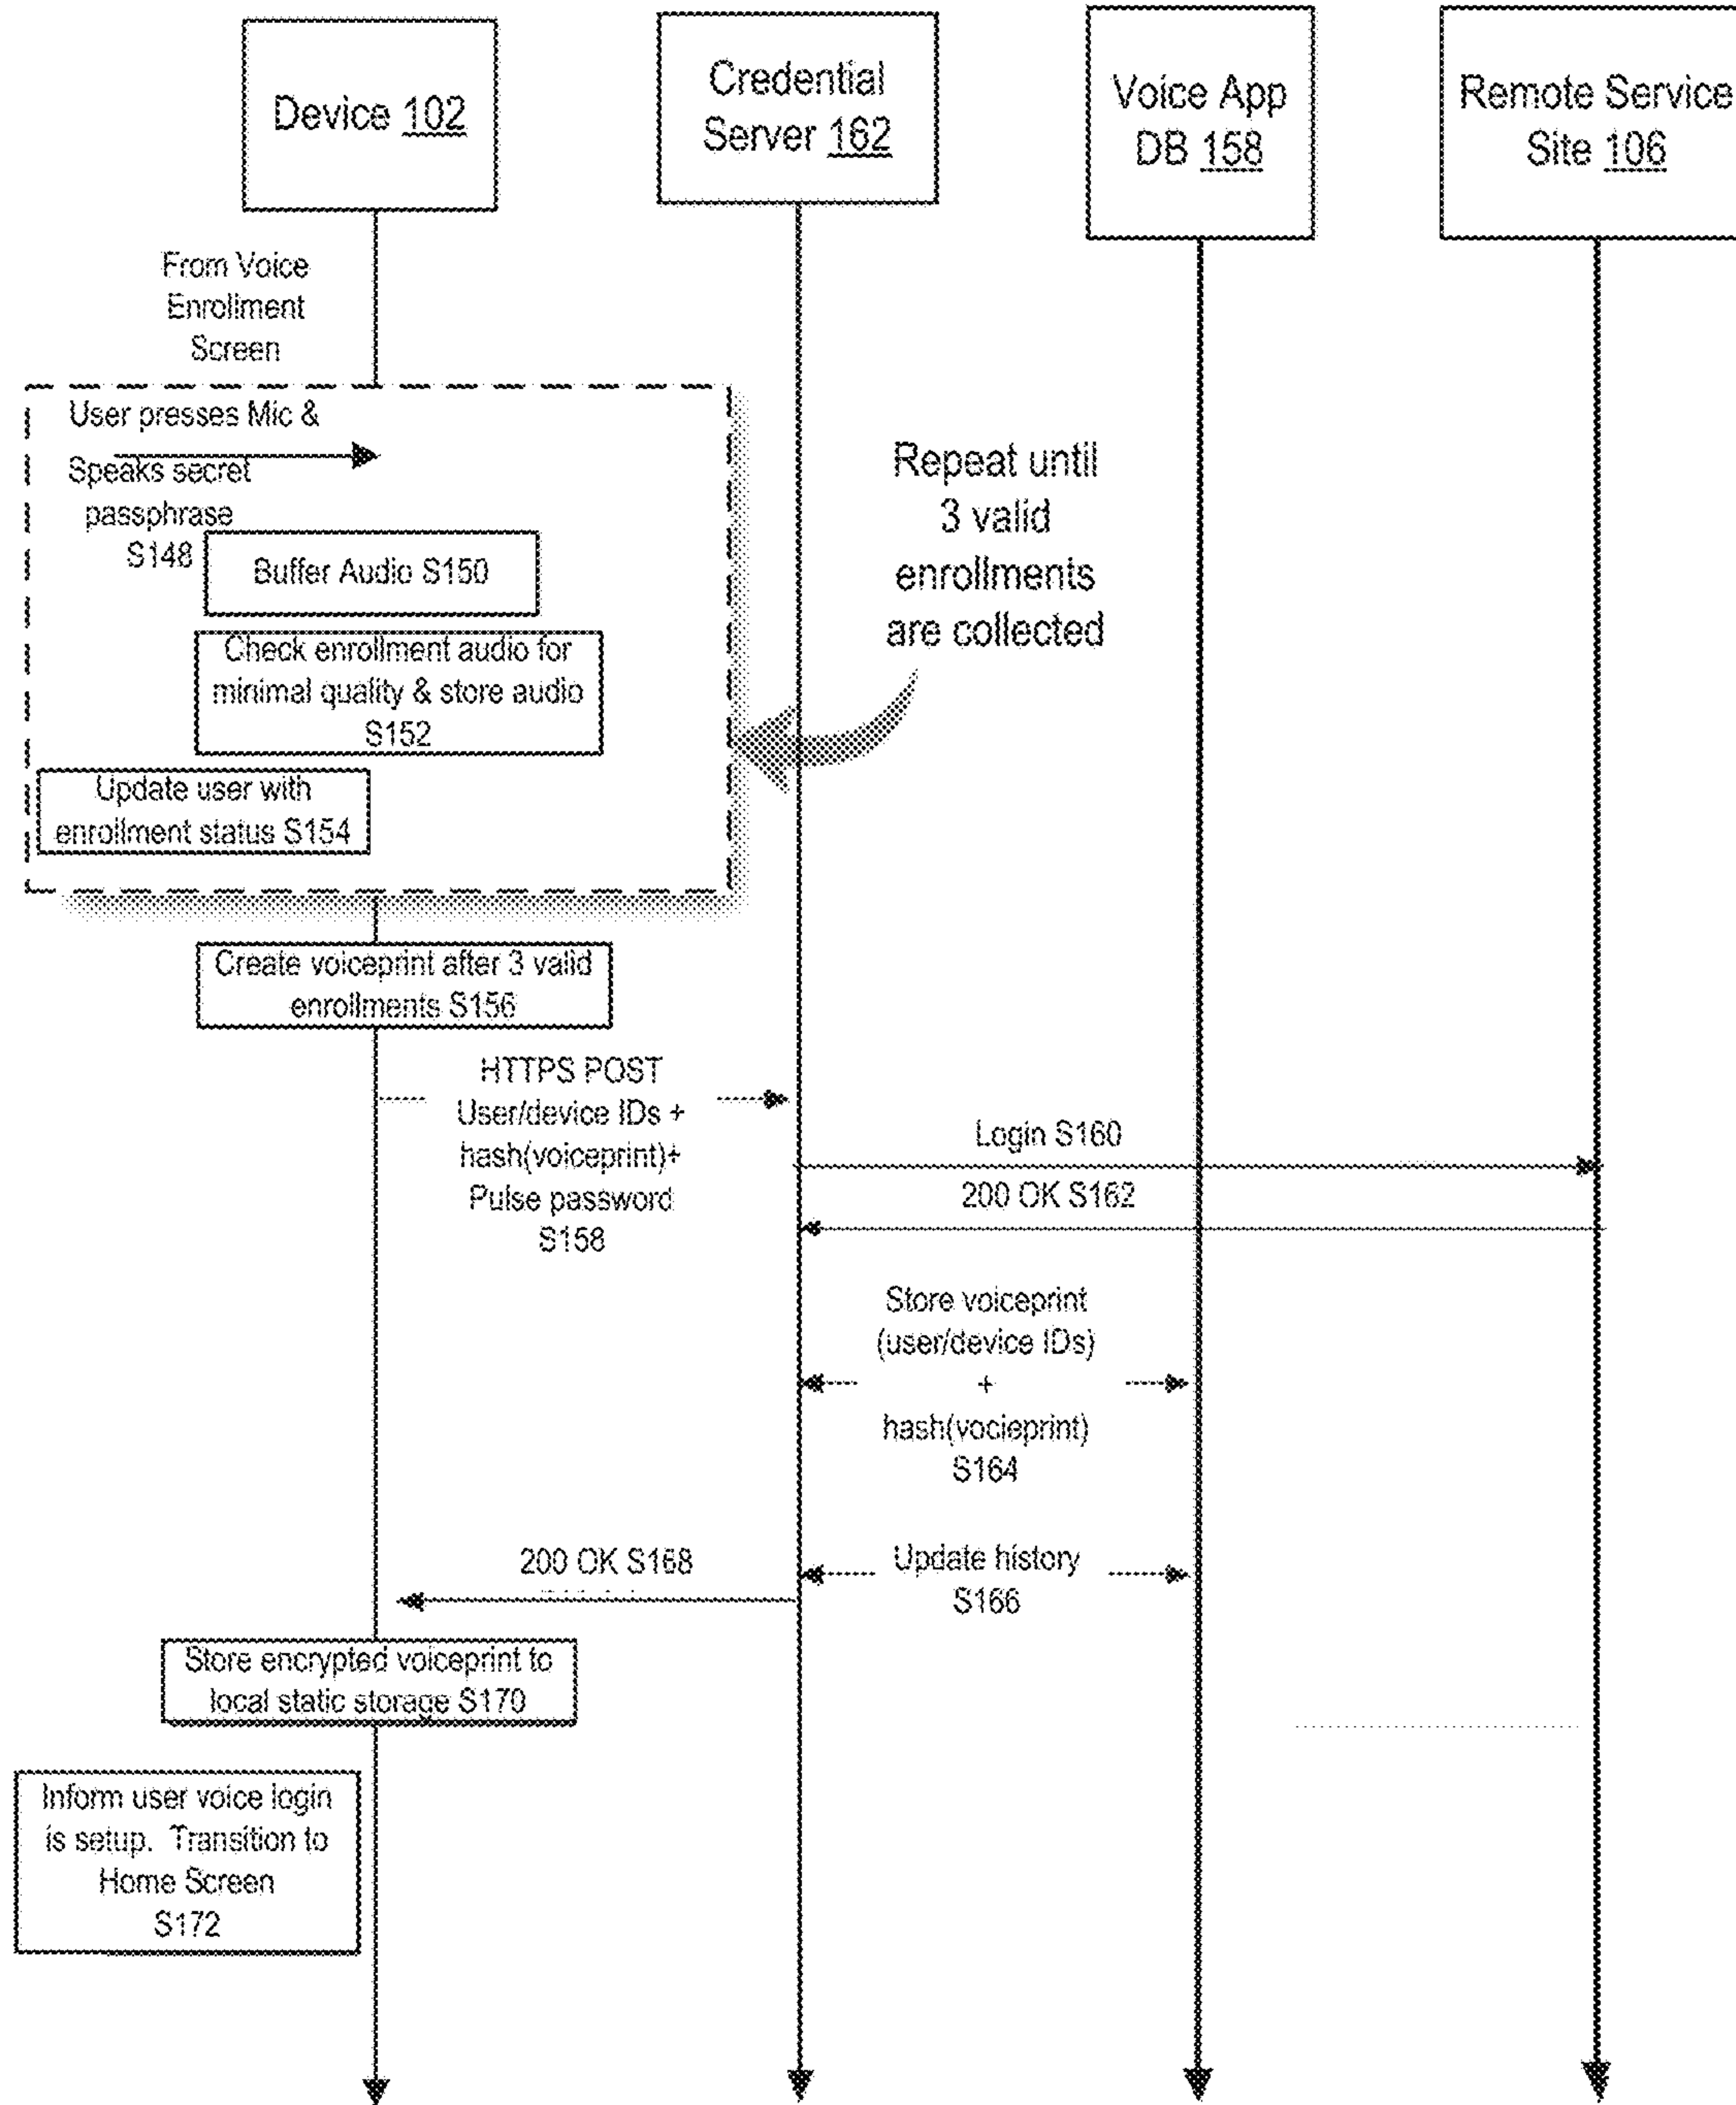 Device 102
Credential
Server 162
Voice App
DB 158
Remote Service
Site 106
From Voice
Enrollment
Screen
User presses Mic &
Speaks secret
passphrase
S148
Buffer Audio S150
Check enrollment audio for
minimal quality & store audio
S152
Update user with
enrollment status S154
Repeat until
3 valid
enrollments
are collected
Create voiceprint after 3 valid
enrollments S156
HTTPS POST
User/device IDs +
hash(voiceprint)+
Pulse password
S158
Login S160
200 OK S162
Store voiceprint
(user/device IDs)
+
hash(vocieprint)
S164
Update history
S166
200 OK S168
Store encrypted voiceprint to
local static storage S170
Inform user voice login
is setup. Transition to
Home Screen
S172